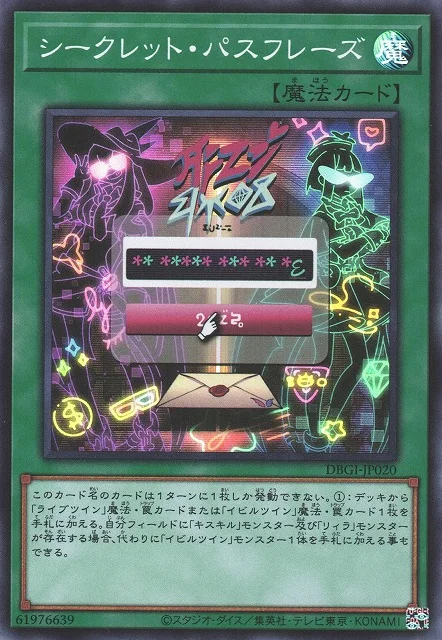 シークレット・パスフレーズ 魔
【魔法カード】
** ***** *** ** *
DBGI-JP020
このカード名のカードは1ターンに1枚しか発動できない。①：デッキから
「ライブツイン」魔法・罠カードまたは「イビルツイン」魔法・罠カード1枚を
手札に加える。自分フィールドに「キスキル」モンスター及び「リィラ」モンスター
が存在する場合、代わりに「イビルツイン」モンスター1体を手札に加える事も
できる。
61976639 ©スタジオ・ダイス/集英社・テレビ東京・KONAMI